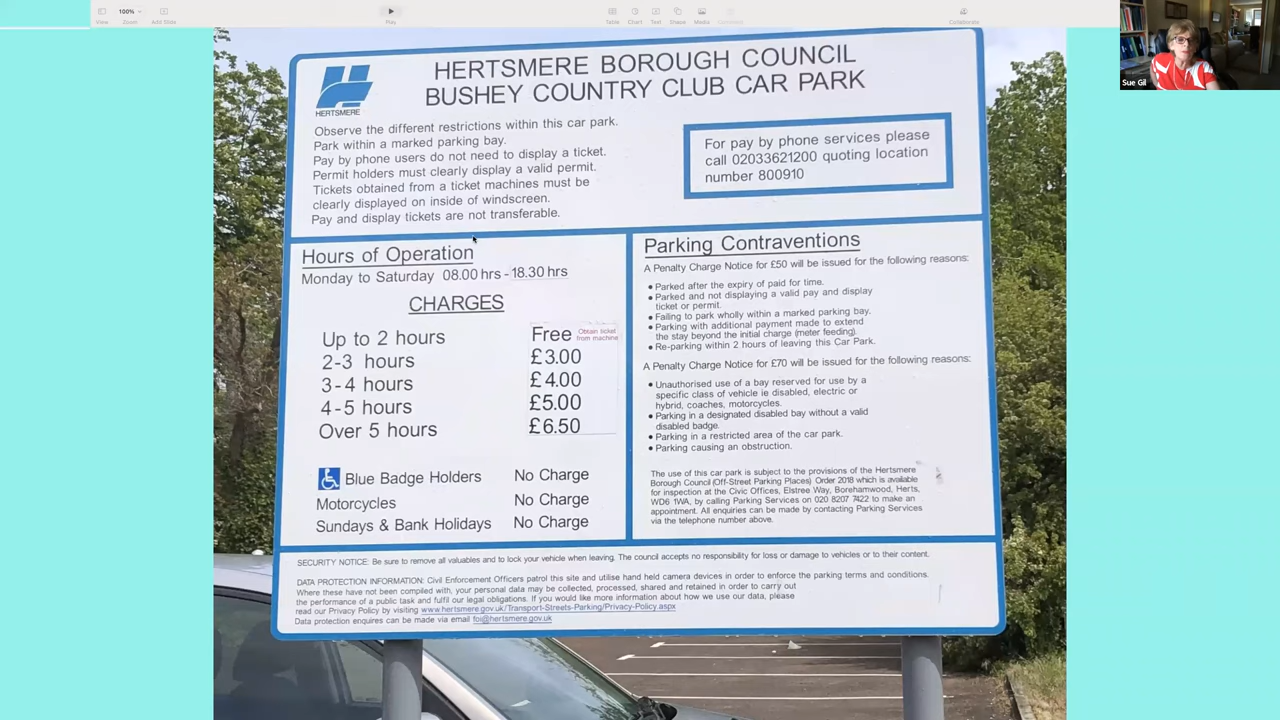 100%
View
Zoom
Add Slide
Play
Table
Chart
Text
Shape
Media
Comment
Collaborate
Sue Gil
HERTSMERE
HERTSMERE BOROUGH COUNCIL
BUSHEY COUNTRY CLUB CAR PARK
Observe the different restrictions within this car park.
Park within a marked parking bay.
Pay by phone users do not need to display a ticket.
Permit holders must clearly display a valid permit.
Tickets obtained from a ticket machines must be
clearly displayed on inside of windscreen.
Pay and display tickets are not transferable.
For pay by phone services please
call 02033621200 quoting location
number 800910
Hours of Operation
Monday to Saturday 08.00 hrs - 18.30 hrs
CHARGES
Up to 2 hours Free Obtain ticket
from machine
2-3 hours £3.00
3-4 hours £4.00
4-5 hours £5.00
Over 5 hours £6.50
Blue Badge Holders No Charge
Motorcycles No Charge
Sundays & Bank Holidays No Charge
Parking Contraventions
A Penalty Charge Notice for £50 will be issued for the following reasons:
• Parked after the expiry of paid for time.
• Parked and not displaying a valid pay and display
ticket or permit.
• Failing to park wholly within a marked parking bay.
• Parking with additional payment made to extend
the stay beyond the initial charge (meter feeding).
• Re-parking within 2 hours of leaving this Car Park.
A Penalty Charge Notice for £70 will be issued for the following reasons:
• Unauthorised use of a bay reserved for use by a
specific class of vehicle ie disabled, electric or
hybrid, coaches, motorcycles.
• Parking in a designated disabled bay without a valid
disabled badge.
• Parking in a restricted area of the car park.
• Parking causing an obstruction.
The use of this car park is subject to the provisions of the Hertsmere
Borough Council (Off-Street Parking Places) Order 2018 which is available
for inspection at the Civic Offices, Elstree Way, Borehamwood, Herts,
WD6 1WA, by calling Parking Services on 020 8207 7422 to make an
appointment. All enquiries can be made by contacting Parking Services
via the telephone number above.
SECURITY NOTICE: Be sure to remove all valuables and to lock your vehicle when leaving. The council accepts no responsibility for loss or damage to vehicles or to their content.
DATA PROTECTION INFORMATION: Civil Enforcement Officers patrol this site and utilise hand held camera devices in order to enforce the parking terms and conditions.
Where these have not been compiled with, your personal data may be collected, processed, shared and retained in order to carry out
the performance of a public task and fulfil our legal obligations. If you would like more information about how we use our data, please
read our Privacy Policy by visiting www.hertsmere.gov.uk/Transport-Streets-Parking/Privacy-Policy.aspx
Data protection enquires can be made via email foi@hertsmere.gov.uk